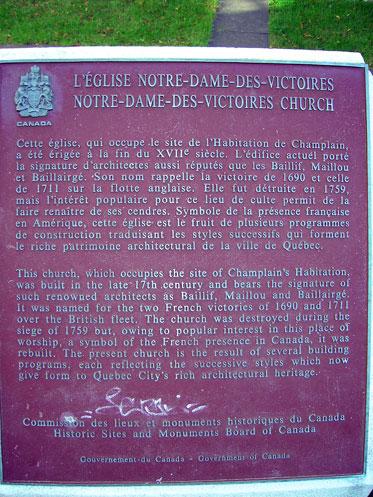 CANADA
L'ÉGLISE NOTRE-DAME-DES-VICTOIRES
NOTRE-DAME-DES-VICTOIRES CHURCH
Cette église, qui occupe le site de l'Habitation de Champlain,
a été érigée à la fin du XVIIe siècle. L'édifice actuel porte
la signature d'architectes aussi réputés que les Baillif, Maillou
et Baillairgé. Son nom rappelle la victoire de 1690 et celle
de 1711 sur la flotte anglaise. Elle fut détruite en 1759,
mais l'intérêt populaire pour ce lieu de culte permit de la
faire renaître de ses cendres. Symbole de la présence française
en Amérique, cette église est le fruit de plusieurs programmes
de construction traduisant les styles successifs qui forment
le riche patrimoine architectural de la ville de Québec.
This church, which occupies the site of Champlain's Habitation,
was built in the late 17th century and bears the signature of
such renowned architects as Baillif, Maillou and Baillairgé.
It was named for the two French victories of 1690 and 1711
over the British fleet. The church was destroyed during the
siege of 1759 but, owing to popular interest in this place of
worship, a symbol of the French presence in Canada, it was
rebuilt. The present church is the result of several building
programs, each reflecting the successive styles which now
give form to Quebec City's rich architectural heritage.
Commission des lieux et monuments historiques du Canada
Historic Sites and Monuments Board of Canada
Gouvernement du Canada - Government of Canada